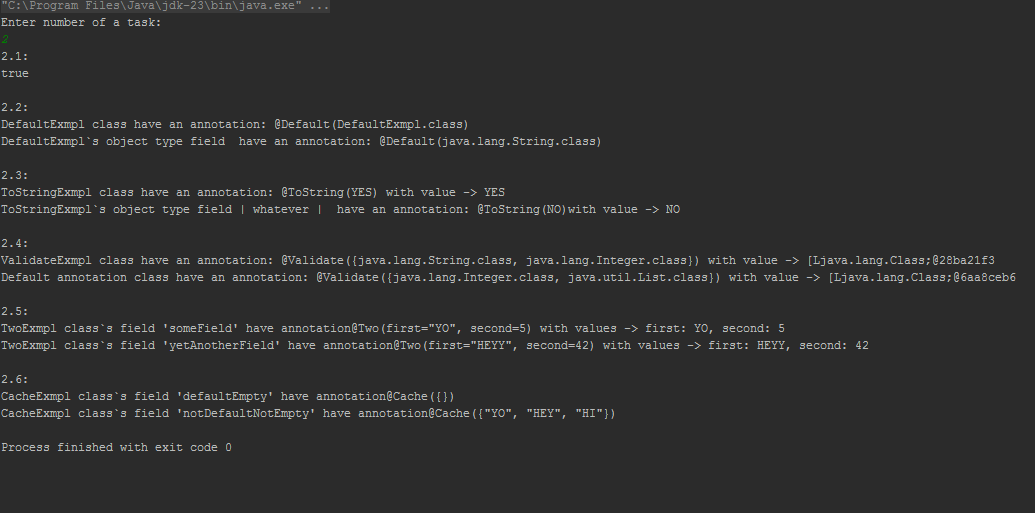 "C:\Program Files\Java\jdk-23\bin\java.exe" ...
Enter number of a task:
2
2.1:
true
2.2:
DefaultExmpl class have an annotation: @Default(DefaultExmpl.class)
DefaultExmpl`s object type field  have an annotation: @Default(java.lang.String.class)
2.3:
ToStringExmpl class have an annotation: @ToString(YES) with value -> YES
ToStringExmpl`s object type field | whatever |  have an annotation: @ToString(NO)with value -> NO
2.4:
ValidateExmpl class have an annotation: @Validate({java.lang.String.class, java.lang.Integer.class}) with value -> [Ljava.lang.Class;@28ba21f3
Default annotation class have an annotation: @Validate({java.lang.Integer.class, java.util.List.class}) with value -> [Ljava.lang.Class;@6aa8ceb6
2.5:
TwoExmpl class`s field 'someField' have annotation@Two(first="YO", second=5) with values -> first: YO, second: 5
TwoExmpl class`s field 'yetAnotherField' have annotation@Two(first="HEYY", second=42) with values -> first: HEYY, second: 42
2.6:
CacheExmpl class`s field 'defaultEmpty' have annotation@Cache({})
CacheExmpl class`s field 'notDefaultNotEmpty' have annotation@Cache({"YO", "HEY", "HI"})
Process finished with exit code 0